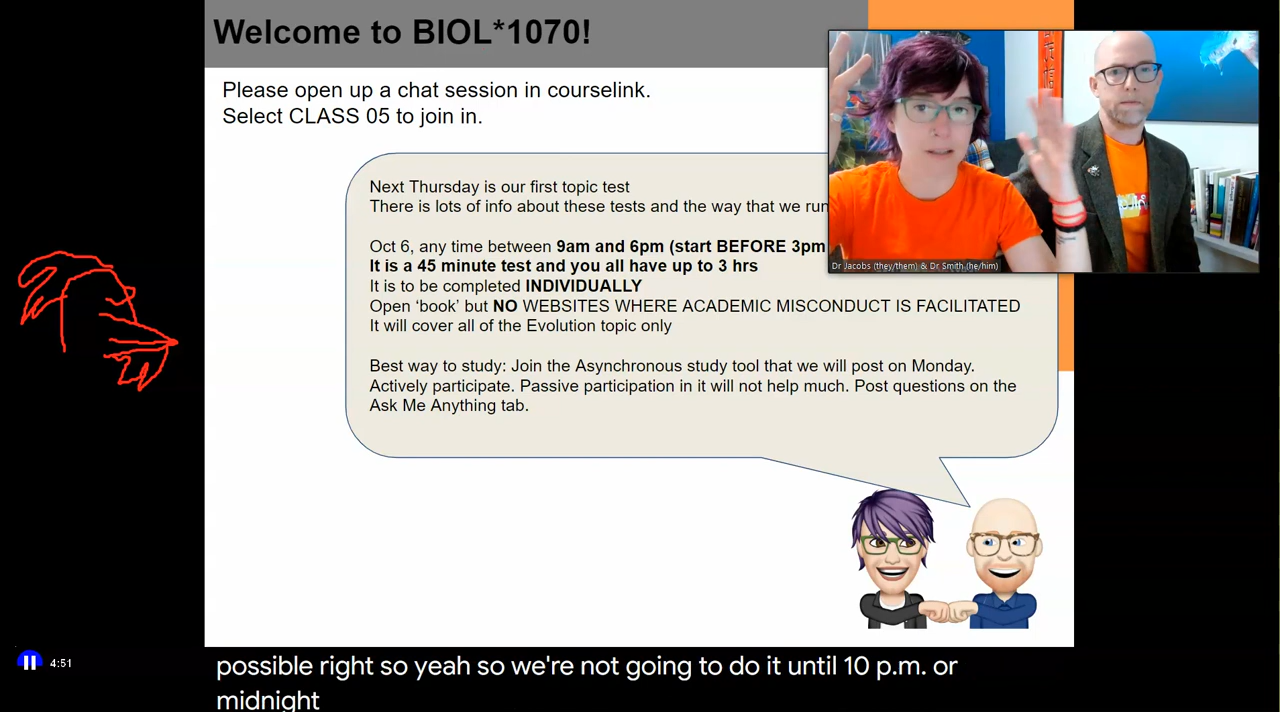 Welcome to BIOL*1070!
Please open up a chat session in courselink.
Select CLASS 05 to join in.
Next Thursday is our first topic test
There is lots of info about these tests and the way that we run
Oct 6, any time between 9am and 6pm (start BEFORE 3pm
It is a 45 minute test and you all have up to 3 hrs
It is to be completed INDIVIDUALLY
Open ‘book’ but NO WEBSITES WHERE ACADEMIC MISCONDUCT IS FACILITATED
It will cover all of the Evolution topic only
Best way to study: Join the Asynchronous study tool that we will post on Monday.
Actively participate. Passive participation in it will not help much. Post questions on the
Ask Me Anything tab.
Dr Jacobs (they/them) & Dr Smith (he/him)
4:51
possible right so yeah so we're not going to do it until 10 p.m. or
midnight